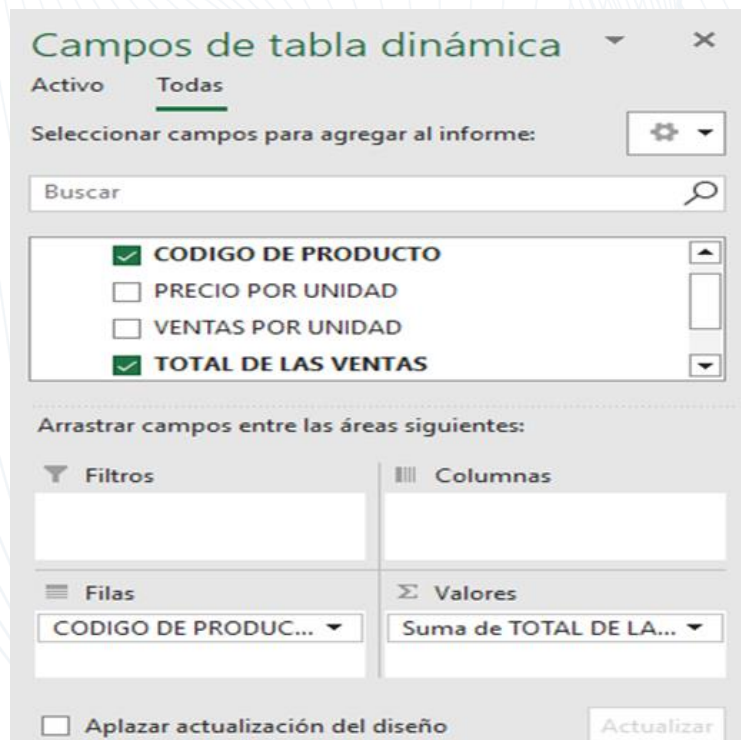 Campos de tabla dinámica
Activo Todas
Seleccionar campos para agregar al informe:
Buscar
CODIGO DE PRODUCTO
PRECIO POR UNIDAD
VENTAS POR UNIDAD
TOTAL DE LAS VENTAS
Arrastrar campos entre las áreas siguientes:
Filtros
Columnas
Filas
Σ Valores
CODIGO DE PRODUC...
Suma de TOTAL DE LA...
Aplazar actualización del diseño
Actualizar